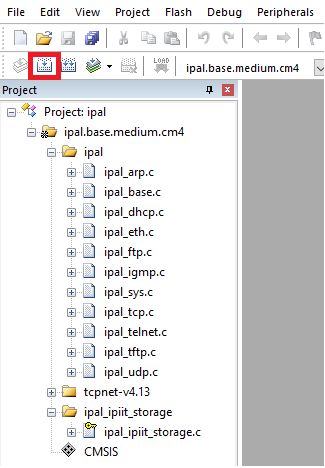 File Edit View Project Flash Debug Peripherals
LOAD ipal.base.medium.cm4
Project
Project: ipal
ipal.base.medium.cm4
ipal
ipal_arp.c
ipal_base.c
ipal_dhcp.c
ipal_eth.c
ipal_ftp.c
ipal_igmp.c
ipal_sys.c
ipal_tcp.c
ipal_telnet.c
ipal_tftp.c
ipal_udp.c
tcpnet-v4.13
ipal_ipiit_storage
ipal_ipiit_storage.c
CMSIS